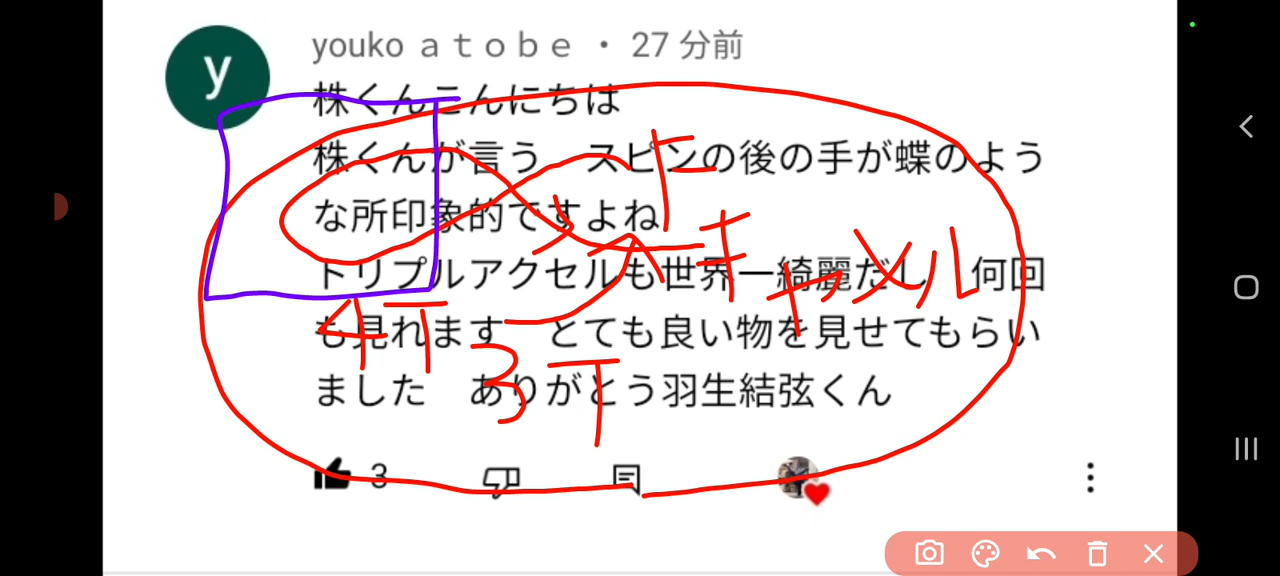 y
youko ａｔｏｂｅ・27 分前
株くんこんにちは
株くんが言う　スピンの後の手が蝶のよう
な所印象的ですよね
トリプルアクセルも世界一綺麗だし 何回
も見れます　とても良い物を見せてもらい
ました　ありがとう羽生結弦くん
3
4T
3T